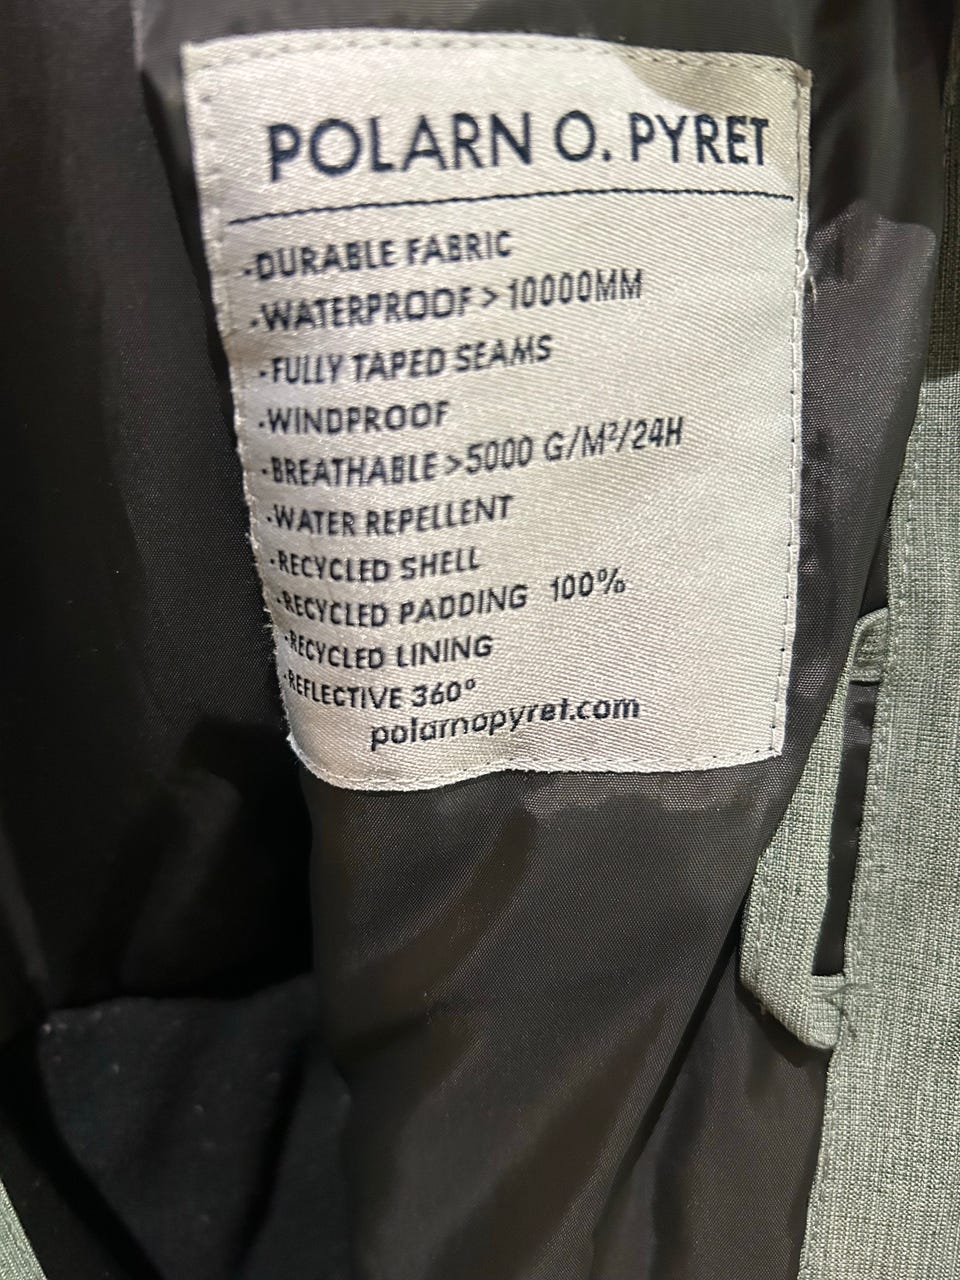 POLARN O. PYRET
-DURABLE FABRIC
-WATERPROOF > 10000MM
-FULLY TAPED SEAMS
-WINDPROOF
-BREATHABLE >5000 G/M²/24H
-WATER REPELLENT
-RECYCLED SHELL
-RECYCLED PADDING 100%
-RECYCLED LINING
-REFLECTIVE 360°
polarnopyret.com